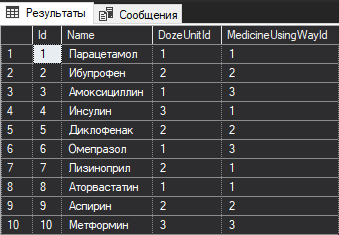 Результаты Сообщения
Id Name DozeUnitId MedicineUsingWayId
1 1 Парацетамол 1 1
2 2 Ибупрофен 2 2
3 3 Амоксициллин 1 3
4 4 Инсулин 3 1
5 5 Диклофенак 2 2
6 6 Омепразол 1 3
7 7 Лизиноприл 2 1
8 8 Аторвастатин 1 1
9 9 Аспирин 2 2
10 10 Метформин 3 3